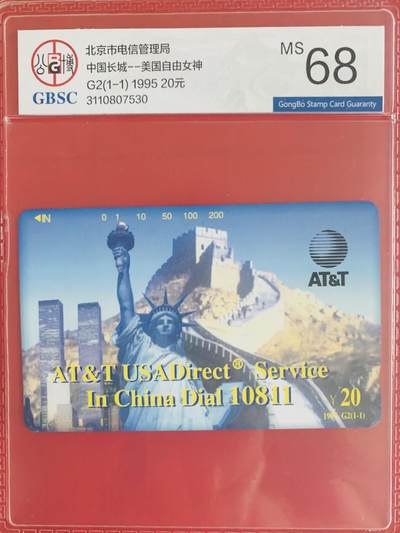 公 G 博
GBSC
北京市电信管理局
中国长城--美国自由女神
G2(1-1) 1995 20元
3110807530
MS 68
GongBo Stamp Card Guaranty
◀IN 0 1 10 50 100 200
AT&T
AT&T USADirect® Service
In China Dial 10811
¥ 20
1995 G2(1-1)